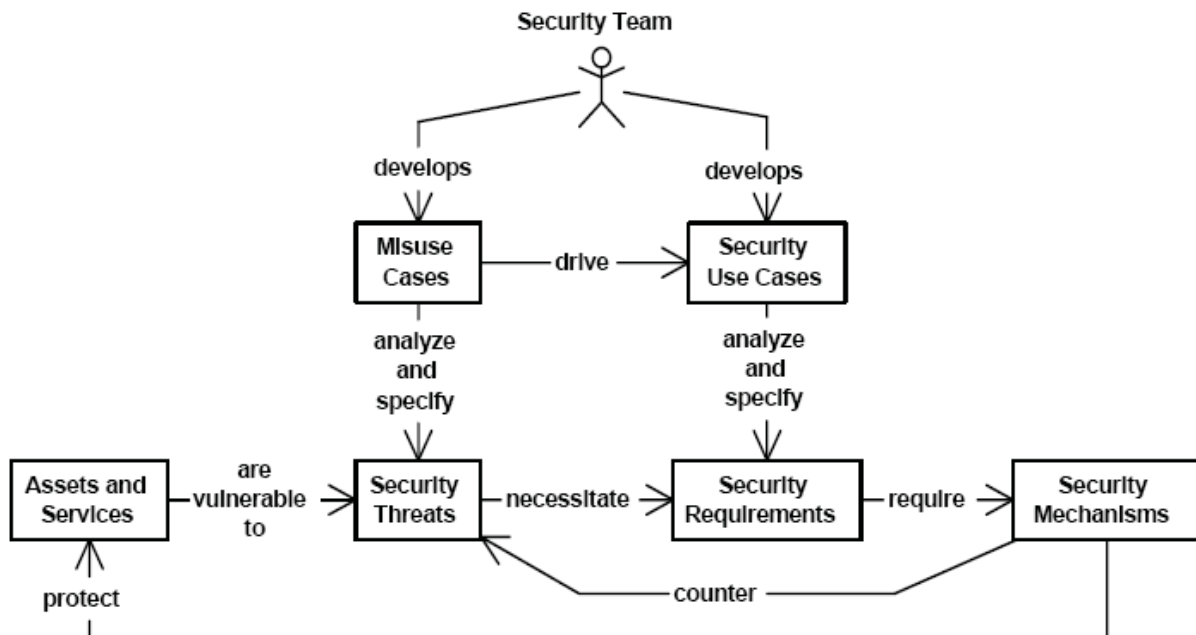 Security Team
develops
develops
Misuse
Cases
drive
Security
Use Cases
analyze
and
specify
analyze
and
specify
Assets and
Services
are
vulnerable
to
Security
Threats
necessitate
Security
Requirements
require
Security
Mechanisms
protect
counter